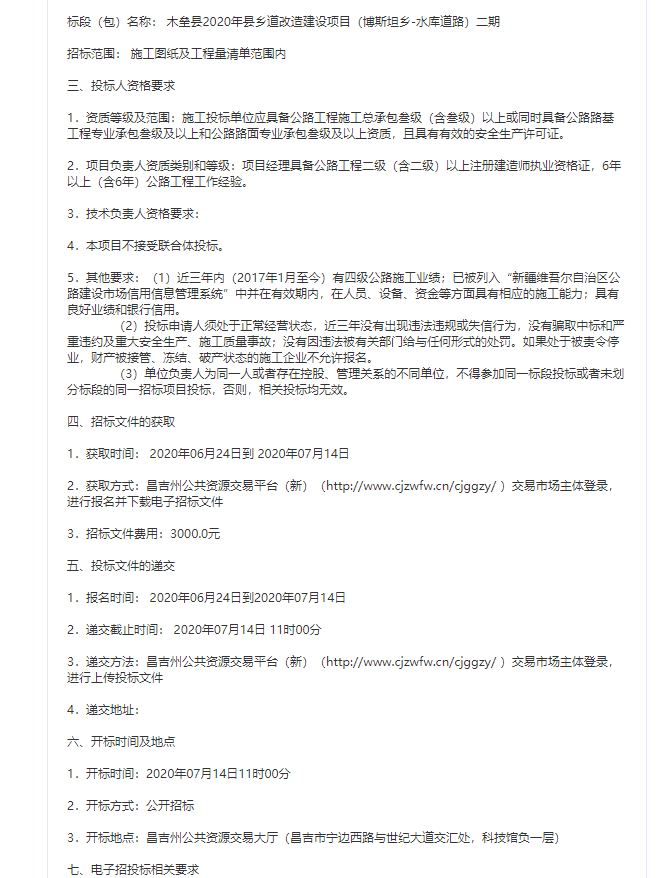 标段（包）名称： 木垒县2020年县乡道改造建设项目（博斯坦乡-水库道路）二期
招标范围： 施工图纸及工程量清单范围内
三、投标人资格要求
1．资质等级及范围：施工投标单位应具备公路工程施工总承包叁级（含叁级）以上或同时具备公路路基
工程专业承包叁级及以上和公路路面专业承包叁级及以上资质，且具有有效的安全生产许可证。
2．项目负责人资质类别和等级：项目经理具备公路工程二级（含二级）以上注册建造师执业资格证，6年
以上（含6年）公路工程工作经验。
3．技术负责人资格要求：
4．本项目不接受联合体投标。
5．其他要求：（1）近三年内（2017年1月至今）有四级公路施工业绩；已被列入“新疆维吾尔自治区公
路建设市场信用信息管理系统”中并在有效期内，在人员、设备、资金等方面具有相应的施工能力；具有
良好业绩和银行信用。
（2）投标申请人须处于正常经营状态，近三年没有出现违法违规或失信行为，没有骗取中标和严
重违约及重大安全生产、施工质量事故；没有因违法被有关部门给与任何形式的处罚。如果处于被责令停
业，财产被接管、冻结、破产状态的施工企业不允许报名。
（3）单位负责人为同一人或者存在控股、管理关系的不同单位，不得参加同一标段投标或者未划
分标段的同一招标项目投标，否则，相关投标均无效。
四、招标文件的获取
1．获取时间： 2020年06月24日到 2020年07月14日
2．获取方式：昌吉州公共资源交易平台（新）（http://www.cjzwfw.cn/cjggzy/ ）交易市场主体登录，
进行报名并下载电子招标文件
3．招标文件费用：3000.0元
五、投标文件的递交
1．报名时间： 2020年06月24日到2020年07月14日
2．递交截止时间： 2020年07月14日 11时00分
3．递交方法：昌吉州公共资源交易平台（新）（http://www.cjzwfw.cn/cjggzy/ ）交易市场主体登录，
进行上传投标文件
4．递交地址：
六、开标时间及地点
1．开标时间：2020年07月14日11时00分
2．开标方式：公开招标
3．开标地点：昌吉州公共资源交易大厅（昌吉市宁边西路与世纪大道交汇处，科技馆负一层）
七、电子招投标相关要求